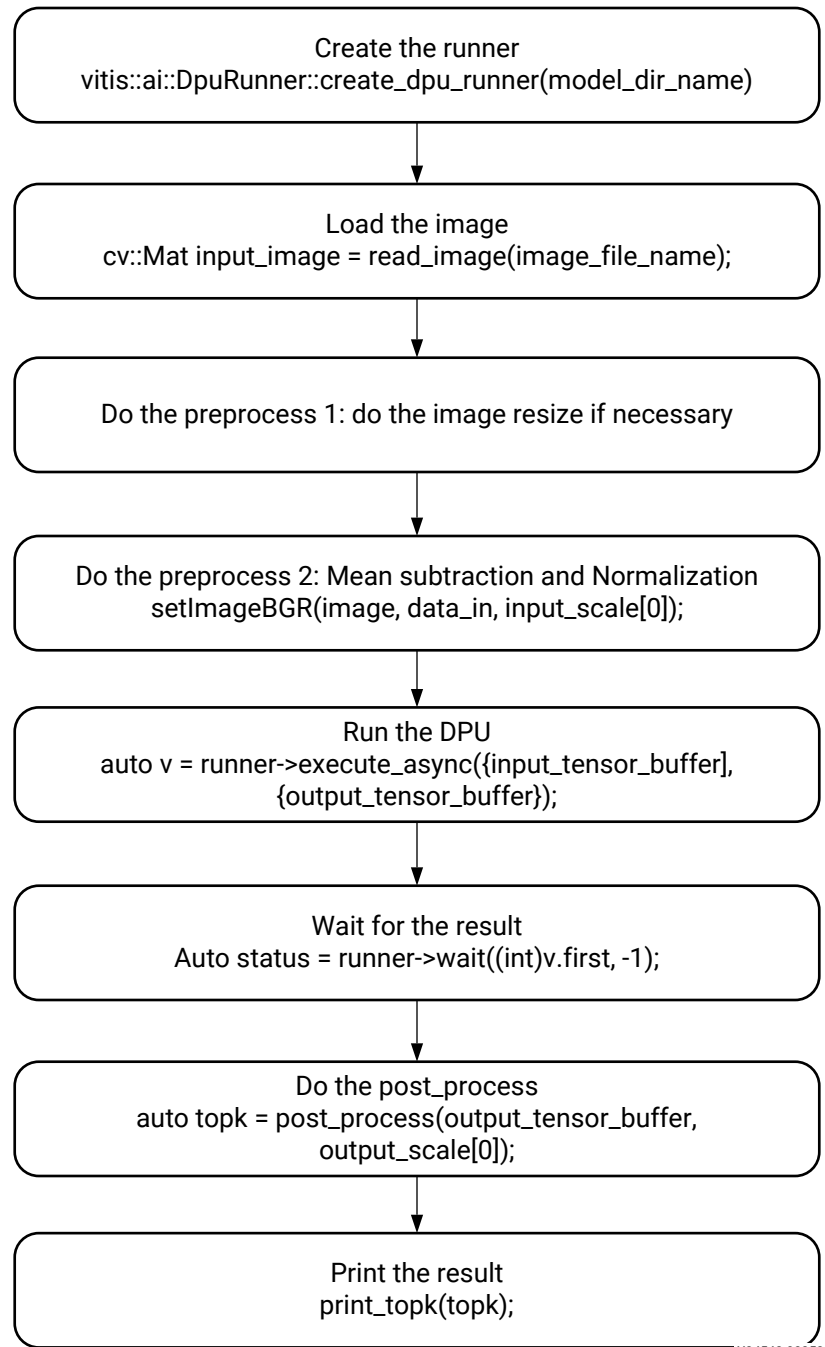 Create the runner
vitis::ai::DpuRunner::create_dpu_runner(model_dir_name)
Load the image
cv::Mat input_image = read_image(image_file_name);
Do the preprocess 1: do the image resize if necessary
Do the preprocess 2: Mean subtraction and Normalization
setImageBGR(image, data_in, input_scale[0]);
Run the DPU
auto v = runner->execute_async({input_tensor_buffer],
{output_tensor_buffer});
Wait for the result
Auto status = runner->wait((int)v.first, -1);
Do the post_process
auto topk = post_process(output_tensor_buffer,
output_scale[0]);
Print the result
print_topk(topk);